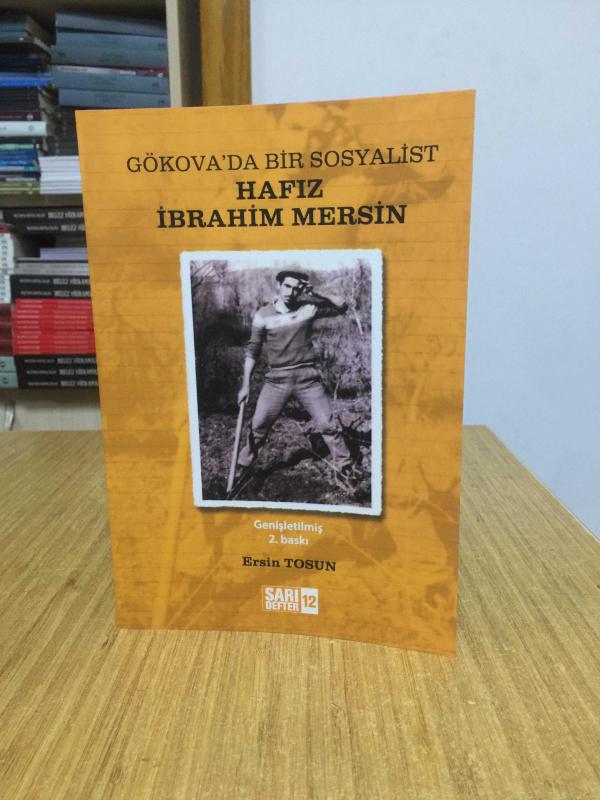 GÖKOVA'DA BİR SOSYALİST
HAFIZ
İBRAHİM MERSİN
Genişletilmiş
2. baskı
Ersin TOSUN
SARI
DEFTER 12